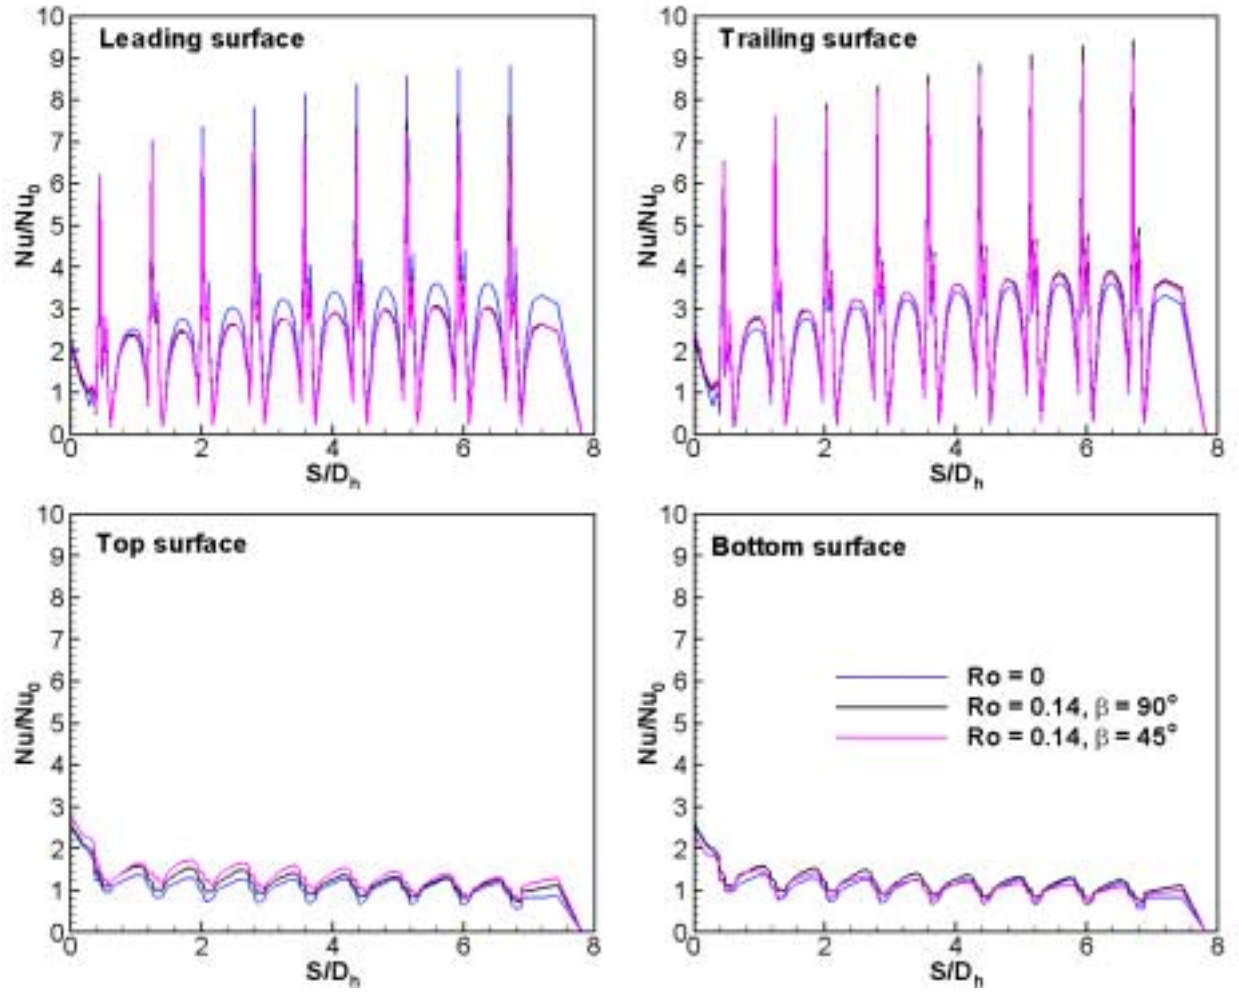 10
9
8
7
6
5
4
3
2
1
0
Nu/Nu₀
Leading surface
0 2 4 6 8
S/Dₕ
10
9
8
7
6
5
4
3
2
1
0
Nu/Nu₀
Trailing surface
0 2 4 6 8
S/Dₕ
10
9
8
7
6
5
4
3
2
1
0
Nu/Nu₀
Top surface
0 2 4 6 8
S/Dₕ
10
9
8
7
6
5
4
3
2
1
0
Nu/Nu₀
Bottom surface
Ro = 0
Ro = 0.14, β = 90°
Ro = 0.14, β = 45°
0 2 4 6 8
S/Dₕ